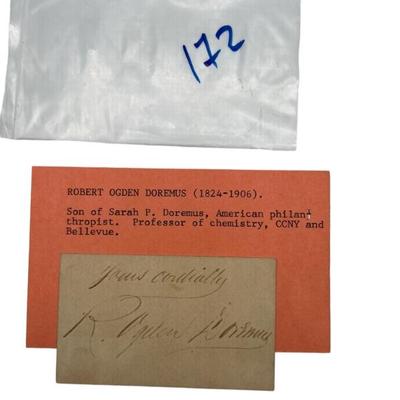 172
ROBERT OGDEN DOREMUS (1824-1906).
Son of Sarah P. Doremus, American philan-
thropist. Professor of chemistry, CCNY and
Bellevue.
Yours cordially
R. Ogden Doremus